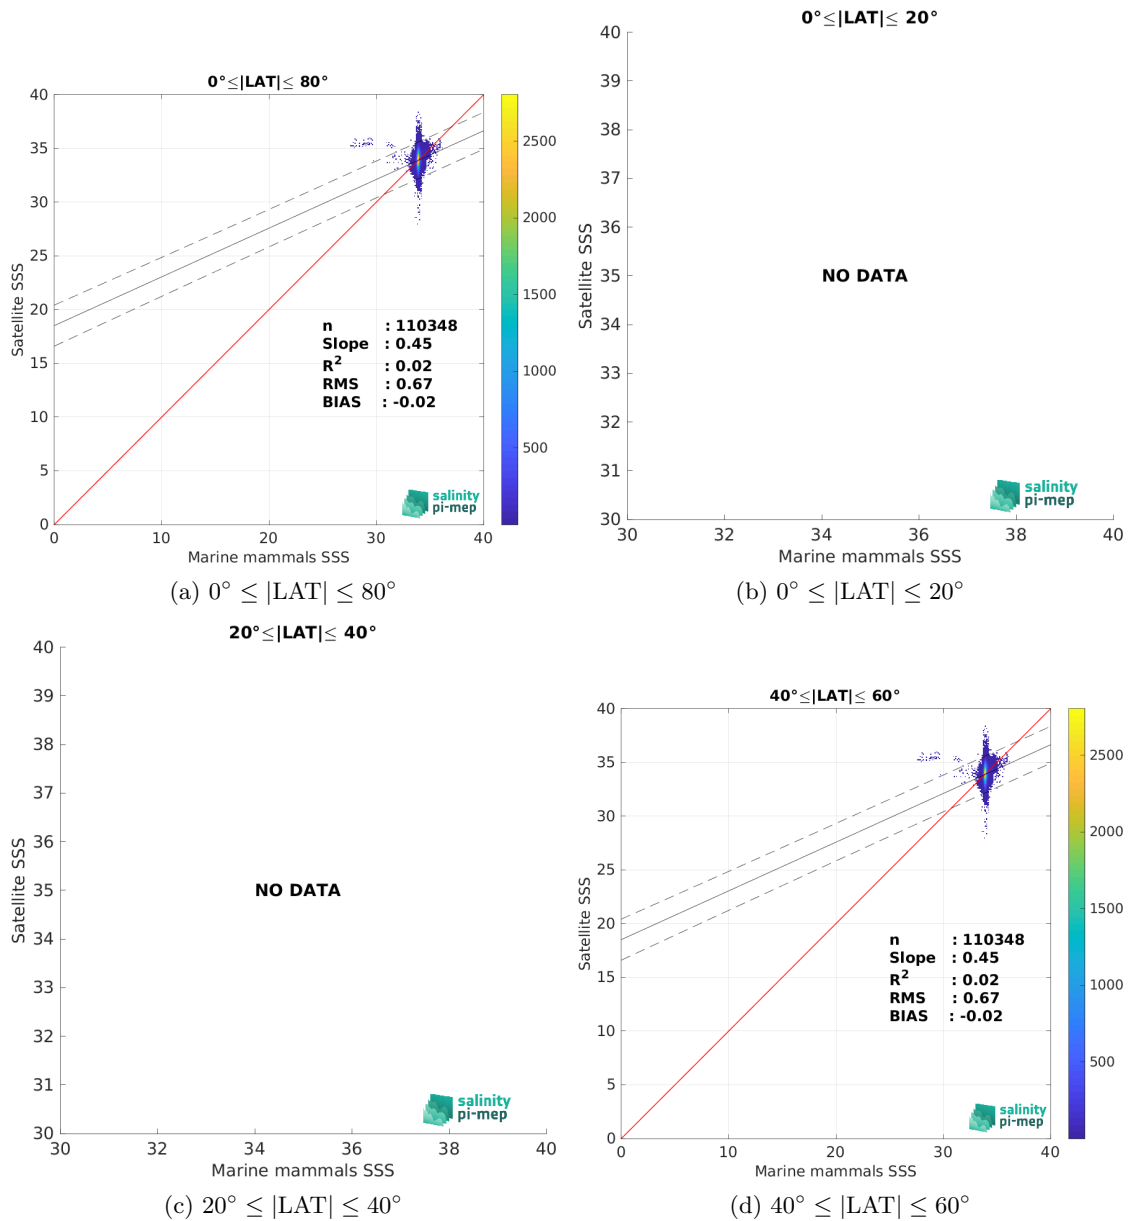 0°≤|LAT|≤ 80°
40
35
30
25
20
15
10
5
0
Satellite SSS
0
10
20
30
40
Marine mammals SSS
n : 110348
Slope : 0.45
R² : 0.02
RMS : 0.67
BIAS : -0.02
salinity
pi-mep
2500
2000
1500
1000
500
(a) 0° ≤ |LAT| ≤ 80°
0°≤|LAT|≤ 20°
40
39
38
37
36
35
34
33
32
31
30
Satellite SSS
NO DATA
salinity
pi-mep
30
32
34
36
38
40
Marine mammals SSS
(b) 0° ≤ |LAT| ≤ 20°
20°≤|LAT|≤ 40°
40
39
38
37
36
35
34
33
32
31
30
Satellite SSS
NO DATA
salinity
pi-mep
30
32
34
36
38
40
Marine mammals SSS
(c) 20° ≤ |LAT| ≤ 40°
40°≤|LAT|≤ 60°
40
35
30
25
20
15
10
5
0
Satellite SSS
n : 110348
Slope : 0.45
R² : 0.02
RMS : 0.67
BIAS : -0.02
salinity
pi-mep
0
10
20
30
40
Marine mammals SSS
2500
2000
1500
1000
500
(d) 40° ≤ |LAT| ≤ 60°